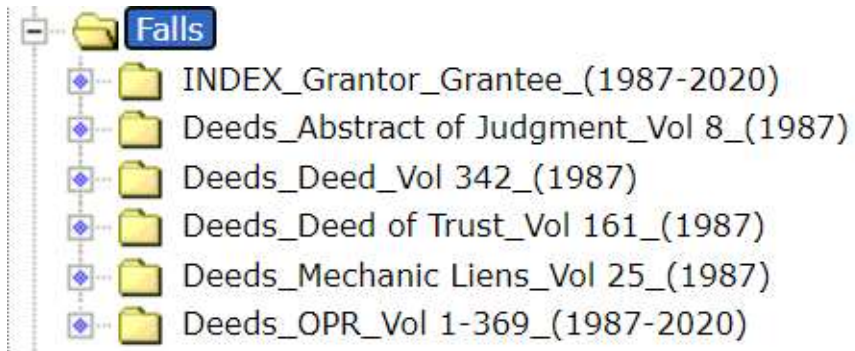 Falls
INDEX_Grantor_Grantee_(1987-2020)
Deeds_Abstract of Judgment_Vol 8_(1987)
Deeds_Deed_Vol 342_(1987)
Deeds_Deed of Trust_Vol 161_(1987)
Deeds_Mechanic Liens_Vol 25_(1987)
Deeds_OPR_Vol 1-369_(1987-2020)